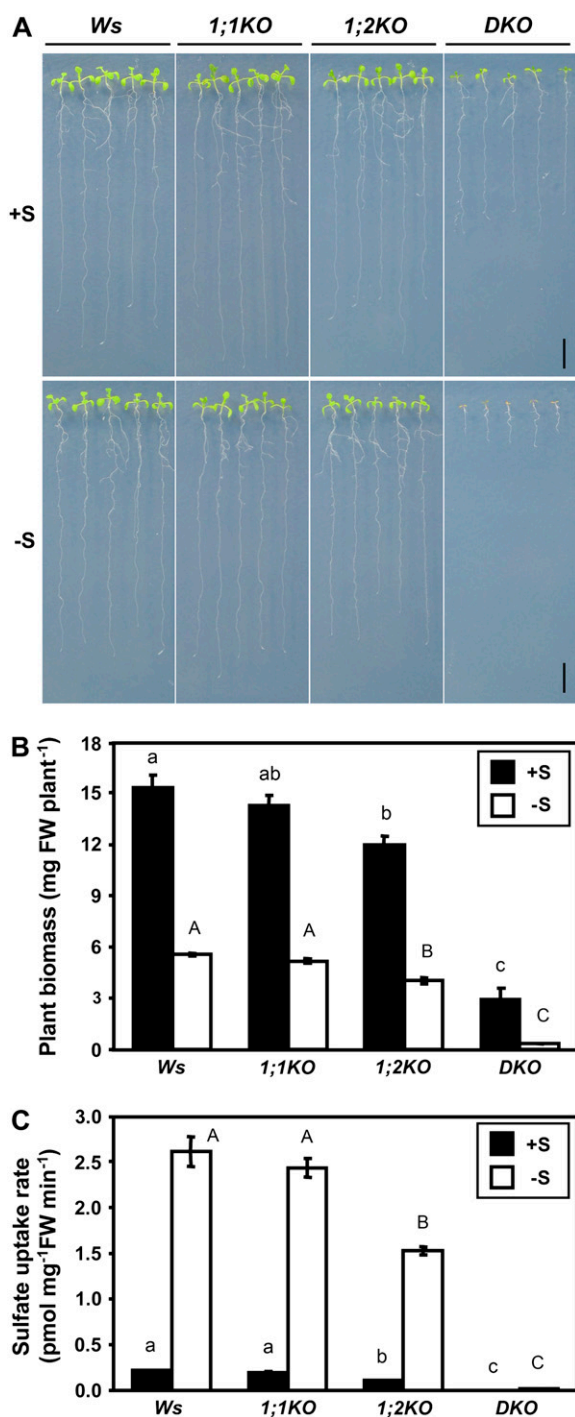 A
Ws 1;1KO 1;2KO DKO
+S
-S
B
Plant biomass (mg FW plant⁻¹)
18
15
12
9
6
3
0
a ab b c
A A B C
+S
-S
Ws 1;1KO 1;2KO DKO
C
Sulfate uptake rate
(pmol mg⁻¹FW min⁻¹)
3.0
2.5
2.0
1.5
1.0
0.5
0.0
A A B C
a a b c
+S
-S
Ws 1;1KO 1;2KO DKO